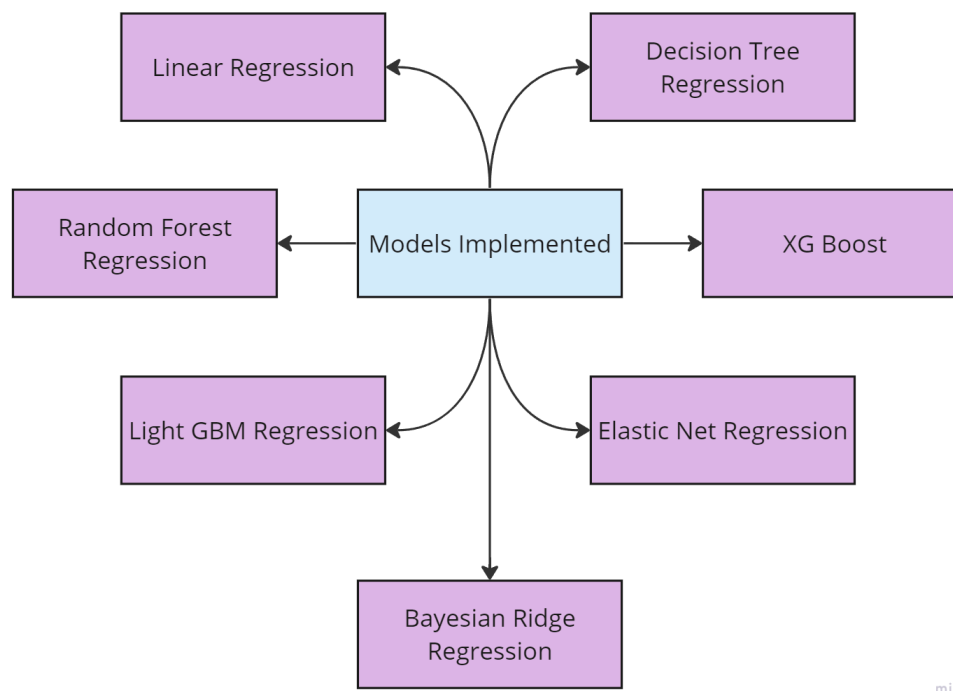 Linear Regression
Decision Tree
Regression
Random Forest
Regression
Models Implemented
XG Boost
Light GBM Regression
Elastic Net Regression
Bayesian Ridge
Regression